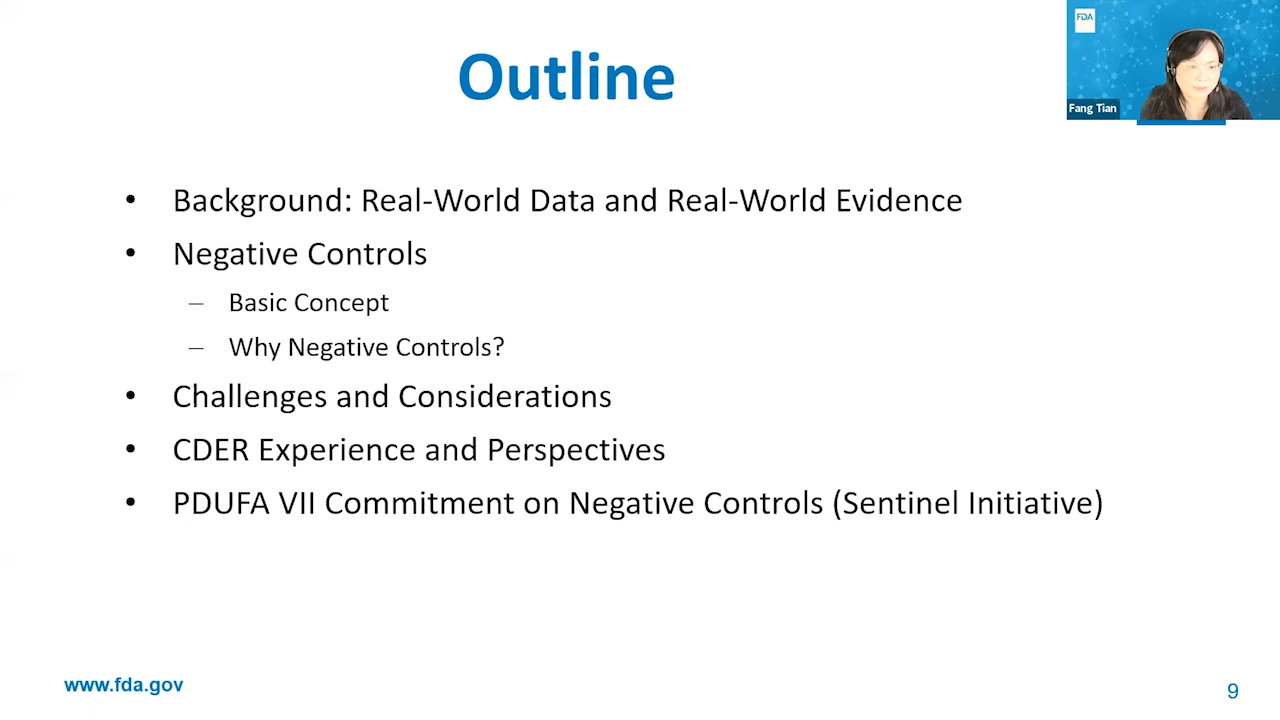 Outline
FDA
Fang Tian
• Background: Real-World Data and Real-World Evidence
• Negative Controls
– Basic Concept
– Why Negative Controls?
• Challenges and Considerations
• CDER Experience and Perspectives
• PDUFA VII Commitment on Negative Controls (Sentinel Initiative)
www.fda.gov
9